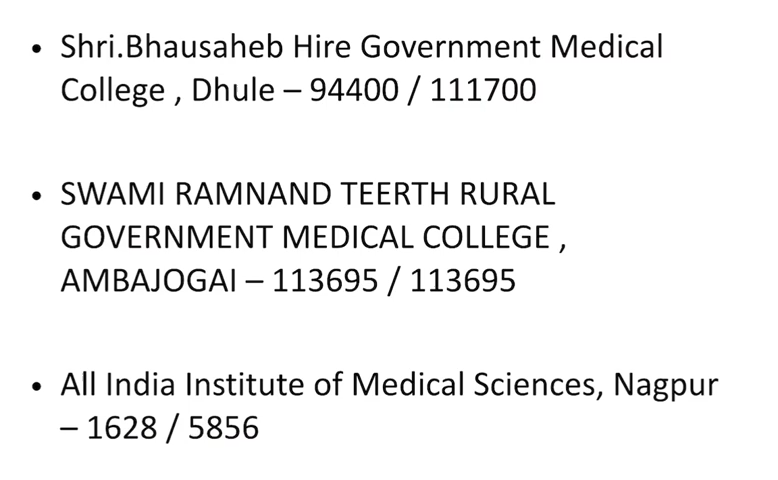 • Shri.Bhausaheb Hire Government Medical
College , Dhule – 94400 / 111700
• SWAMI RAMNAND TEERTH RURAL
GOVERNMENT MEDICAL COLLEGE ,
AMBAJOGAI – 113695 / 113695
• All India Institute of Medical Sciences, Nagpur
– 1628 / 5856